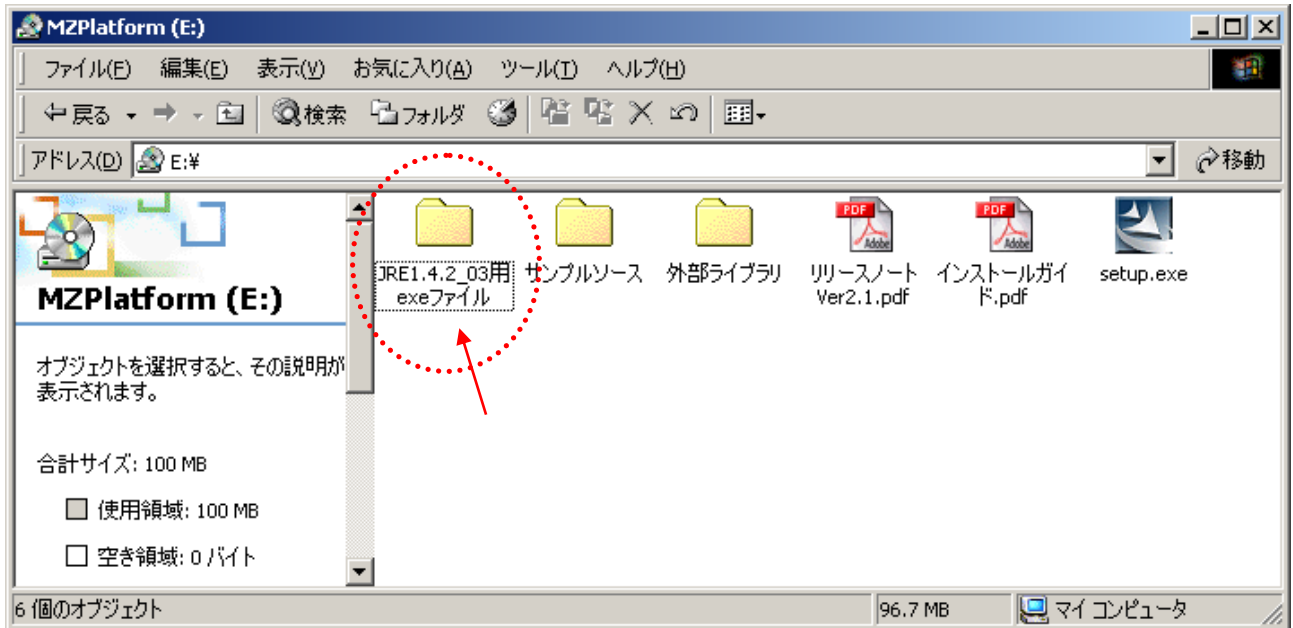 MZPlatform (E:)
ファイル(F) 編集(E) 表示(V) お気に入り(A) ツール(T) ヘルプ(H)
戻る 検索 フォルダ
アドレス(D) E:¥ 移動
MZPlatform (E:)
オブジェクトを選択すると、その説明が
表示されます。
合計サイズ: 100 MB
使用領域: 100 MB
空き領域: 0 バイト
JRE1.4.2_03用
exeファイル
サンプルソース
外部ライブラリ
PDF
Adobe
リリースノート
Ver2.1.pdf
PDF
Adobe
インストールガイ
ド.pdf
setup.exe
6 個のオブジェクト 96.7 MB マイ コンピュータ